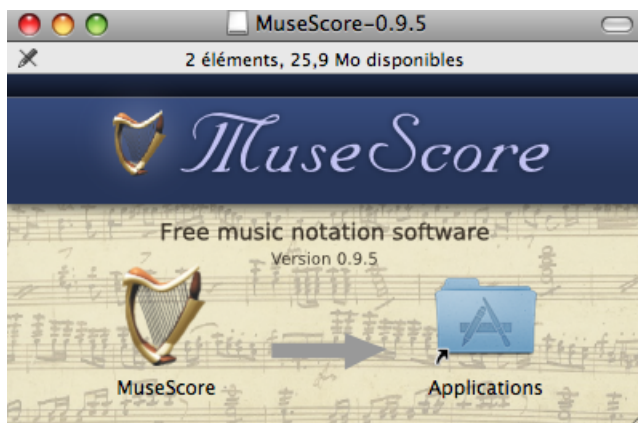 MuseScore-0.9.5
2 éléments, 25,9 Mo disponibles
MuseScore
Free music notation software
Version 0.9.5
MuseScore
Applications